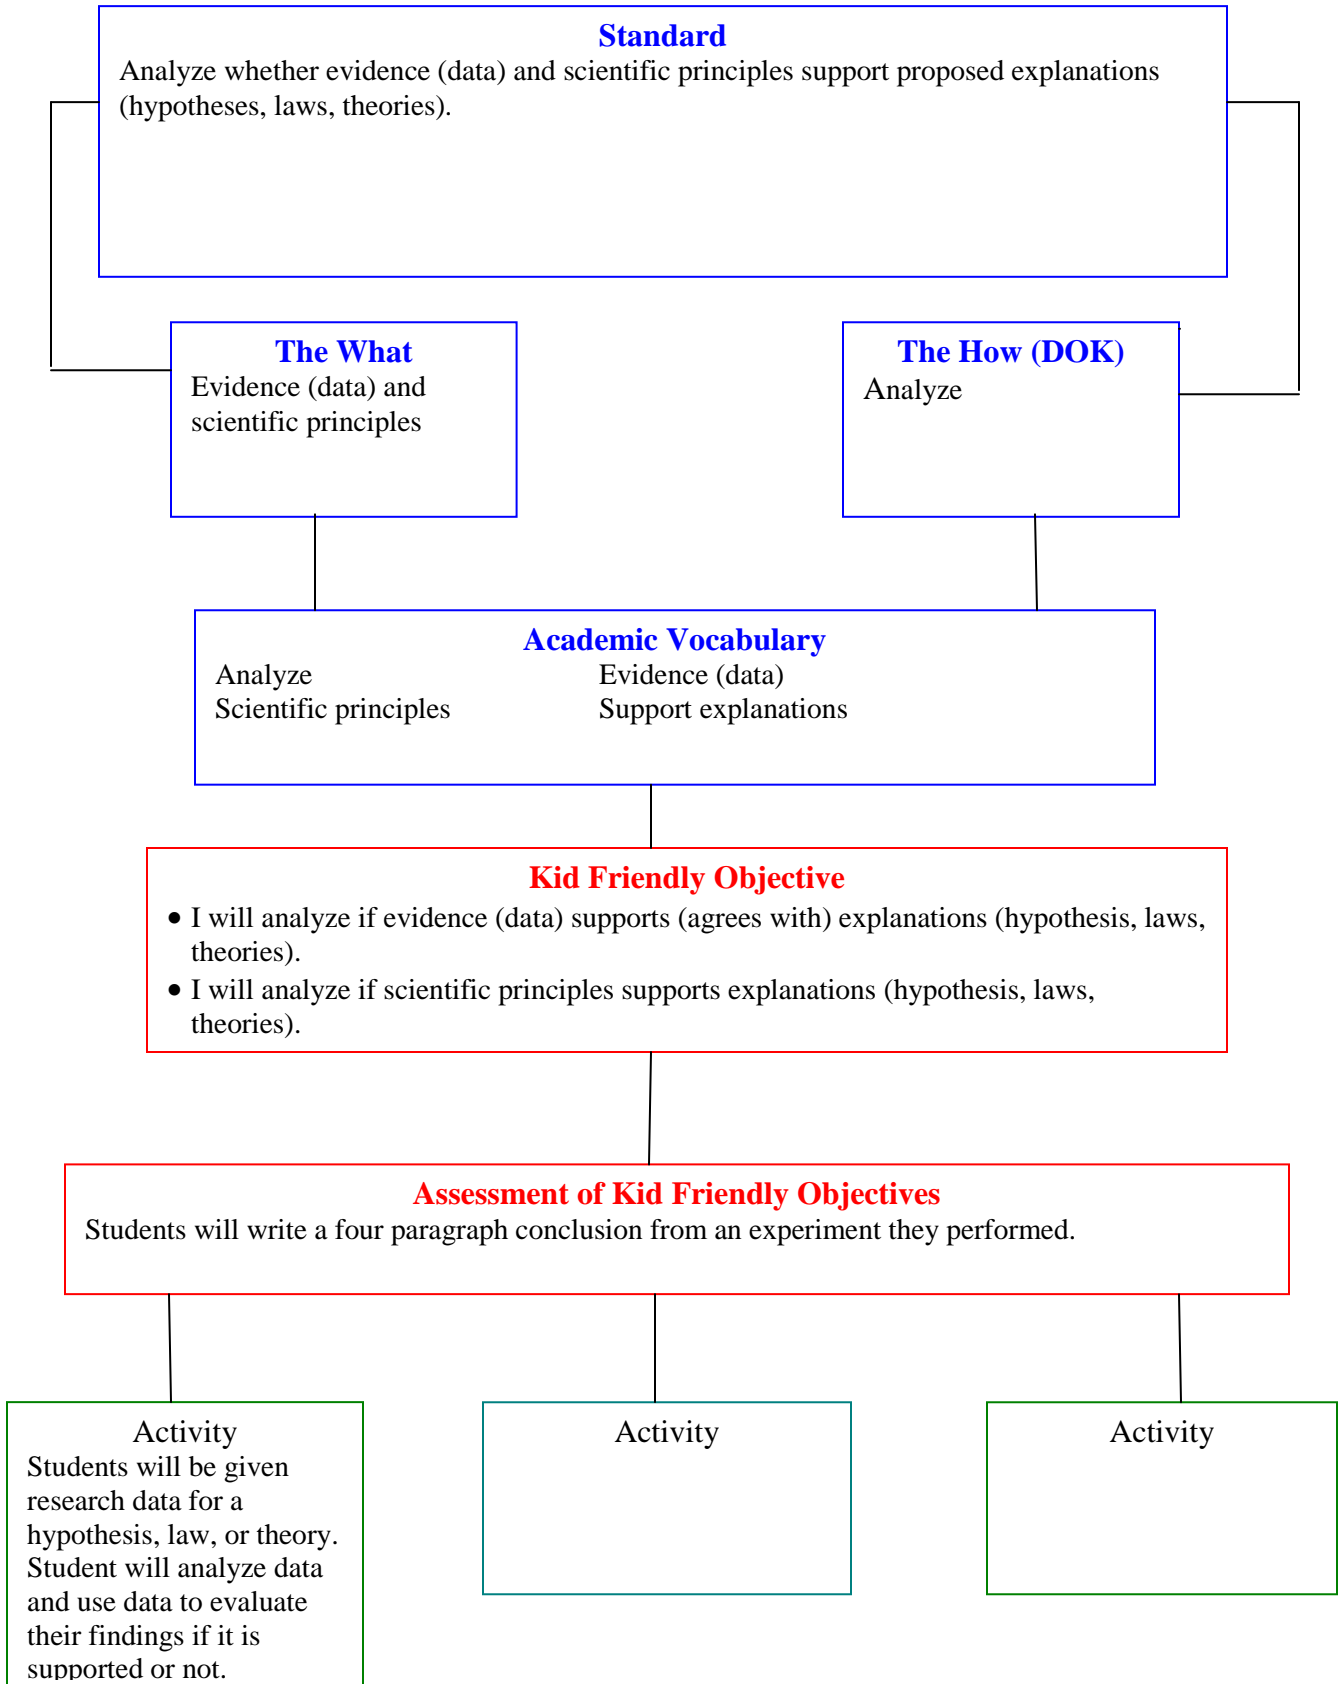 Standard
Analyze whether evidence (data) and scientific principles support proposed explanations
(hypotheses, laws, theories).
The What
Evidence (data) and
scientific principles
The How (DOK)
Analyze
Academic Vocabulary
Analyze Evidence (data)
Scientific principles Support explanations
Kid Friendly Objective
• I will analyze if evidence (data) supports (agrees with) explanations (hypothesis, laws,
theories).
• I will analyze if scientific principles supports explanations (hypothesis, laws,
theories).
Assessment of Kid Friendly Objectives
Students will write a four paragraph conclusion from an experiment they performed.
Activity
Students will be given
research data for a
hypothesis, law, or theory.
Student will analyze data
and use data to evaluate
their findings if it is
supported or not.
Activity
Activity